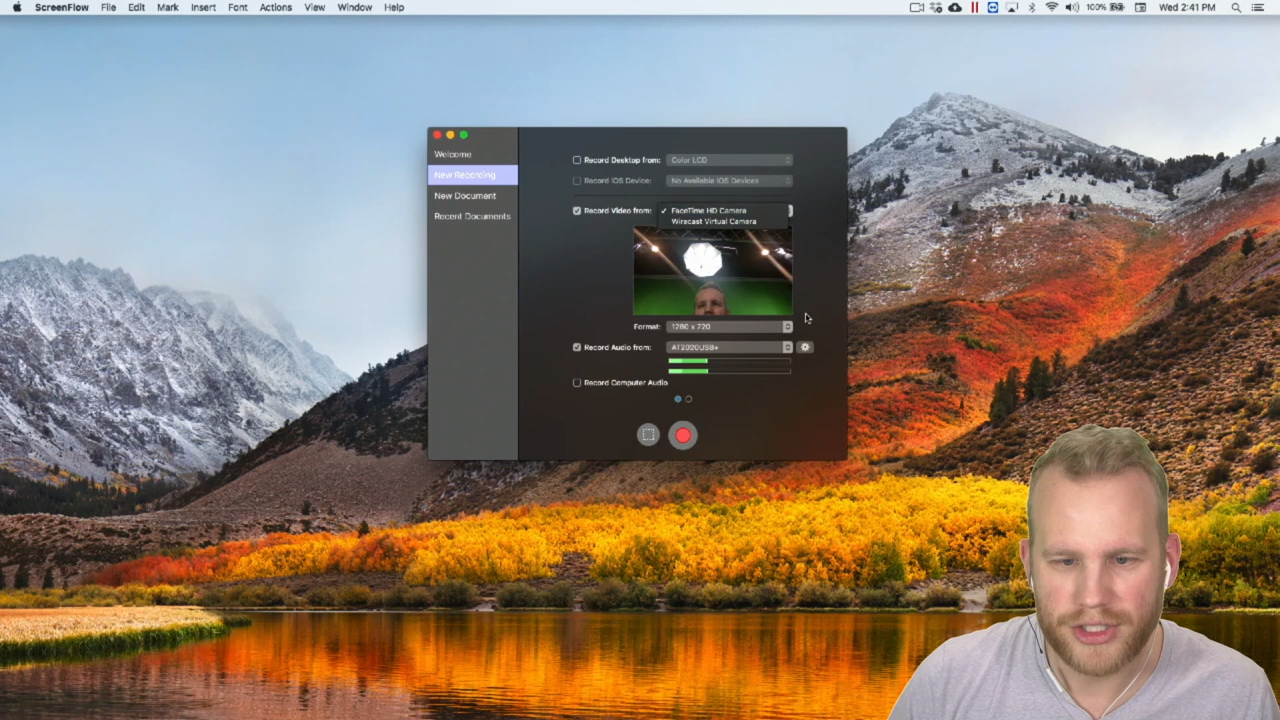 ScreenFlow File Edit Mark Insert Font Actions View Window Help 100% Wed 2:41 PM
Welcome
New Recording
New Document
Recent Documents
Record Desktop from: Color LCD
Record iOS Device: No Available iOS Devices
Record Video from: ✓ FaceTime HD Camera
Wirecast Virtual Camera
Format: 1280 x 720
Record Audio from: AT2020USB+
Record Computer Audio